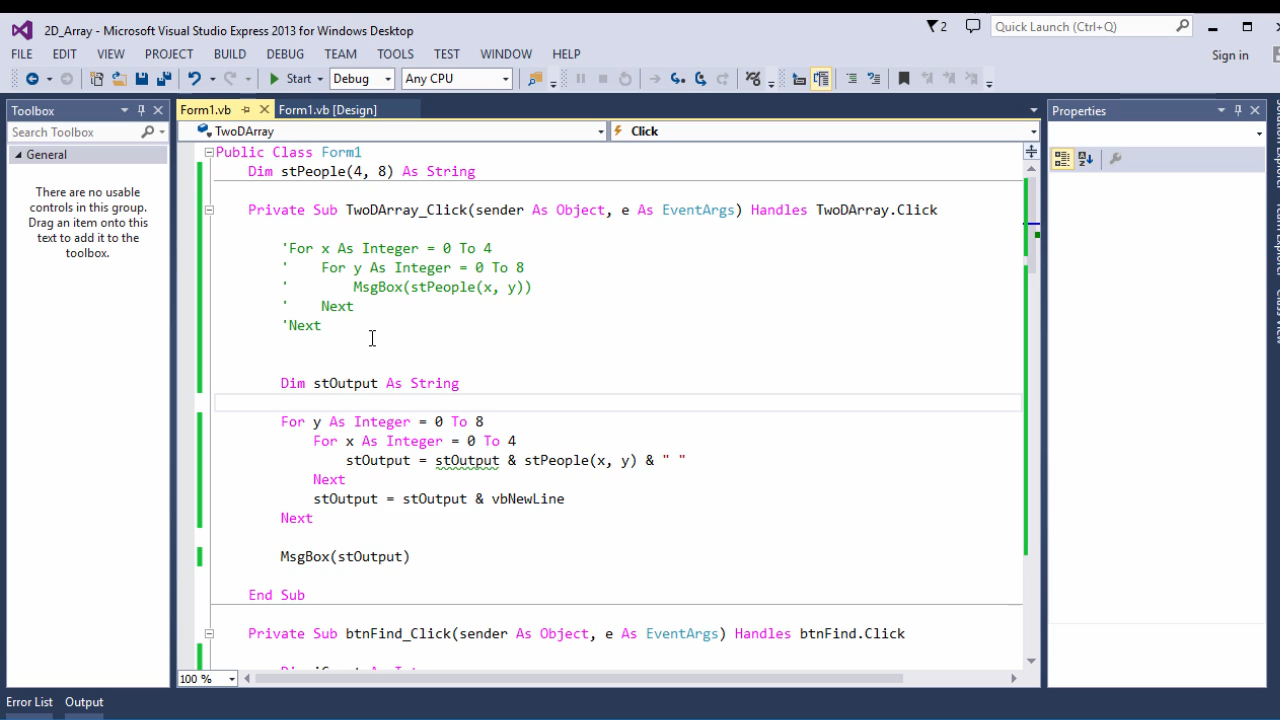 2D_Array - Microsoft Visual Studio Express 2013 for Windows Desktop
2
Quick Launch (Ctrl+Q)
FILE EDIT VIEW PROJECT BUILD DEBUG TEAM TOOLS TEST WINDOW HELP
Sign in
Start Debug Any CPU
Toolbox
Form1.vb Form1.vb [Design]
Properties
Search Toolbox
TwoDArray
Click
General
There are no usable
controls in this group.
Drag an item onto this
text to add it to the
toolbox.
Public Class Form1
Dim stPeople(4, 8) As String
Private Sub TwoDArray_Click(sender As Object, e As EventArgs) Handles TwoDArray.Click
'For x As Integer = 0 To 4
' For y As Integer = 0 To 8
' MsgBox(stPeople(x, y))
' Next
'Next
Dim stOutput As String
For y As Integer = 0 To 8
For x As Integer = 0 To 4
stOutput = stOutput & stPeople(x, y) & " "
Next
stOutput = stOutput & vbNewLine
Next
MsgBox(stOutput)
End Sub
Private Sub btnFind_Click(sender As Object, e As EventArgs) Handles btnFind.Click
100 %
Error List Output